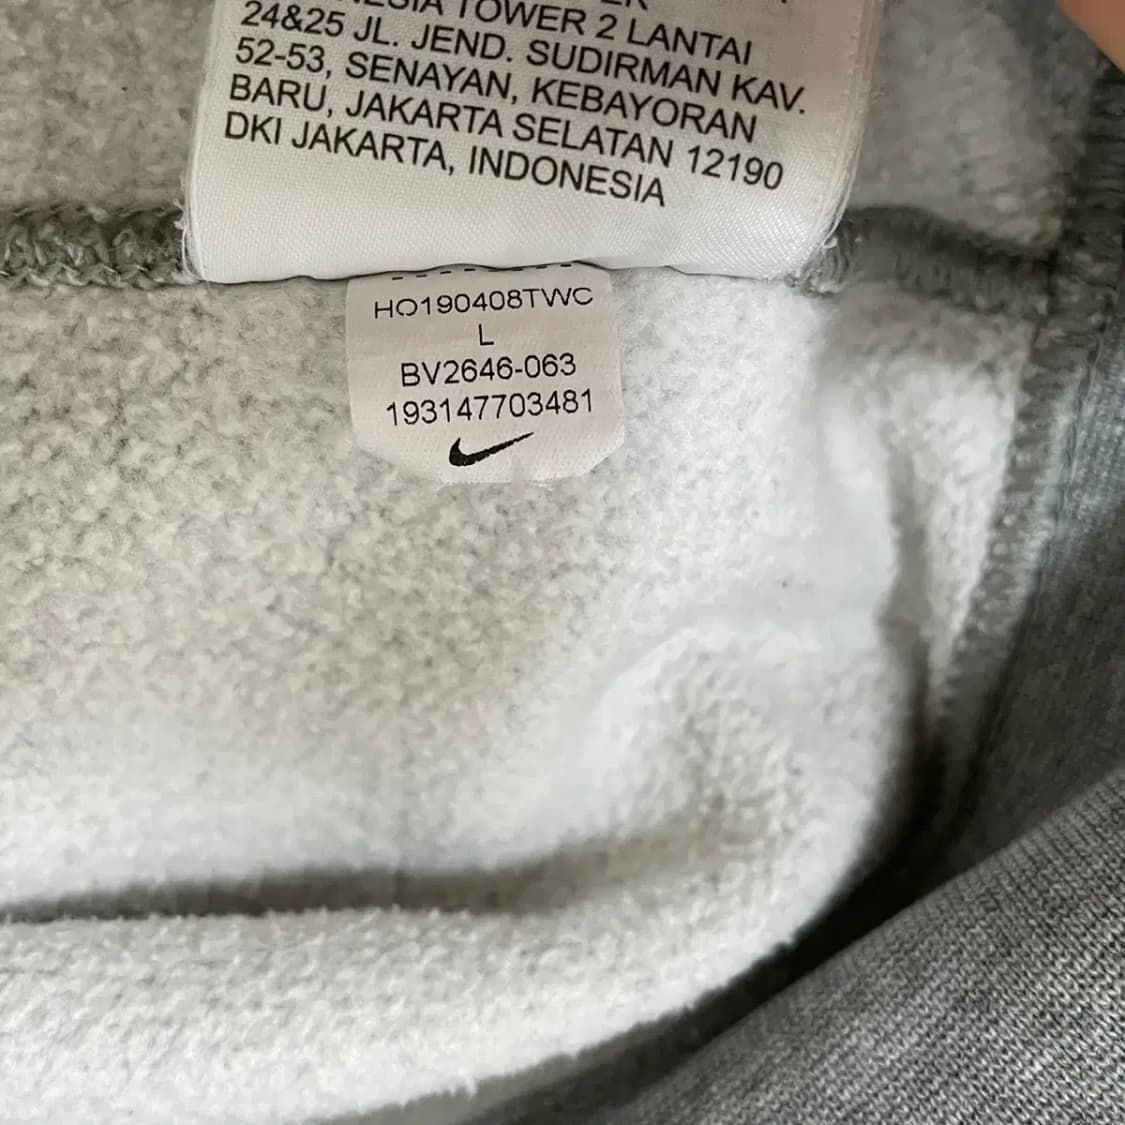 TOWER 2 LANTAI
24&25 JL. JEND. SUDIRMAN KAV.
52-53, SENAYAN, KEBAYORAN
BARU, JAKARTA SELATAN 12190
DKI JAKARTA, INDONESIA
HO190408TWC
L
BV2646-063
193147703481